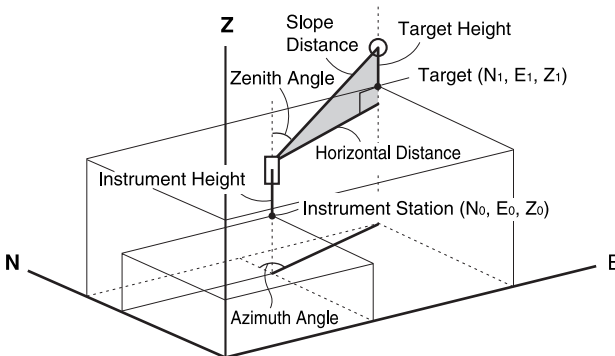 Slope
Distance
Z
Target Height
Zenith Angle
Target (N1, E1, Z1)
Horizontal Distance
Instrument Height
Instrument Station (N0, E0, Z0)
N
E
Azimuth Angle